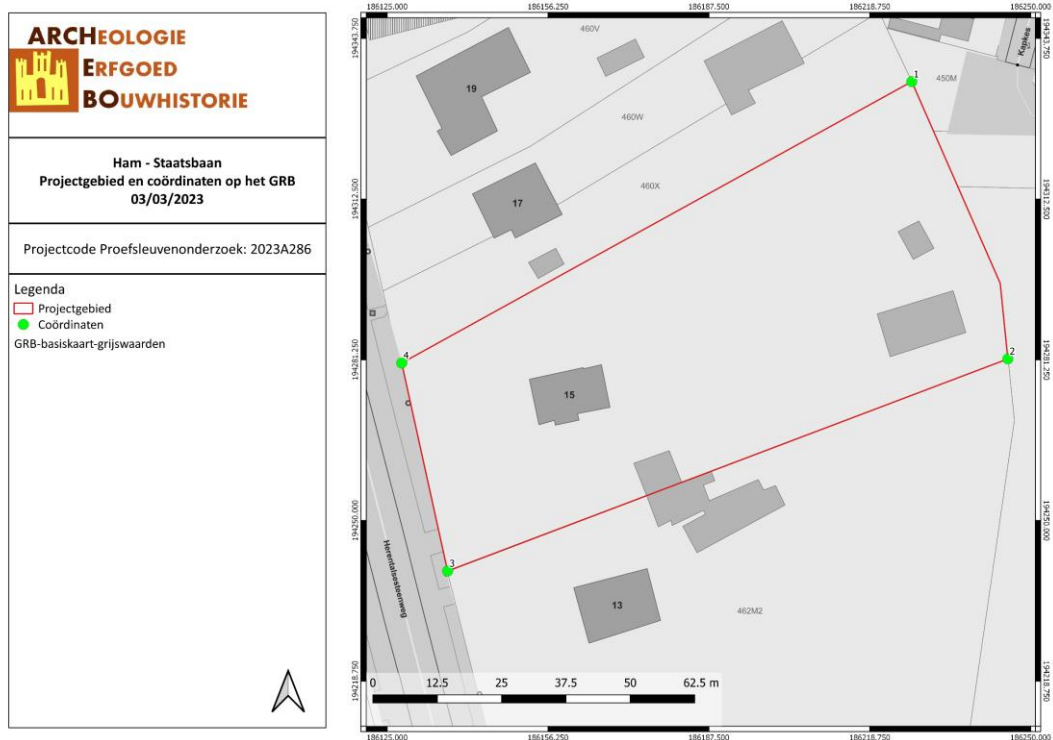 ARCHEOLOGIE
ERFGOED
BOUWHISTORIE
Ham - Staatsbaan
Projectgebied en coördinaten op het GRB
03/03/2023
Projectcode Proefsleuvenonderzoek: 2023A286
Legenda
Projectgebied
Coördinaten
GRB-basiskaart-grijswaarden
186125.000 186156.250 186187.500 186218.750 186250.000
194343.750 194343.750
194312.500 194312.500
194281.250 194281.250
194250.000 194250.000
194218.750 194218.750
460V
Kapkes
1
450M
19
460W
460X
17
2
4
15
3
Herentalsesteenweg
13
462M2
0 12.5 25 37.5 50 62.5 m
186125.000 186156.250 186187.500 186218.750 186250.000